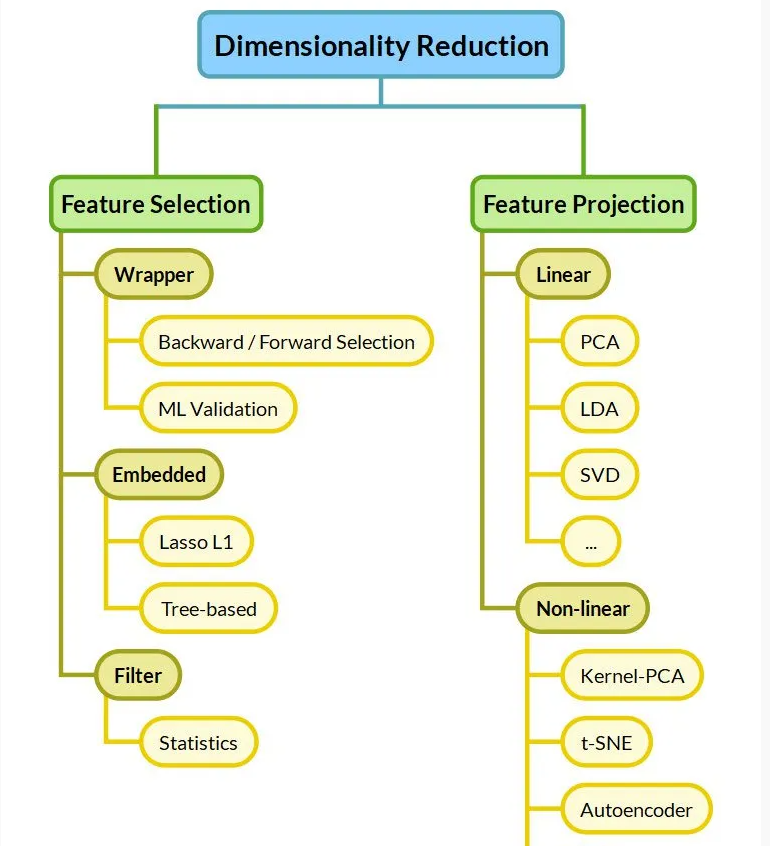 Dimensionality Reduction
Feature Selection
Wrapper
Backward / Forward Selection
ML Validation
Embedded
Lasso L1
Tree-based
Filter
Statistics
Feature Projection
Linear
PCA
LDA
SVD
...
Non-linear
Kernel-PCA
t-SNE
Autoencoder